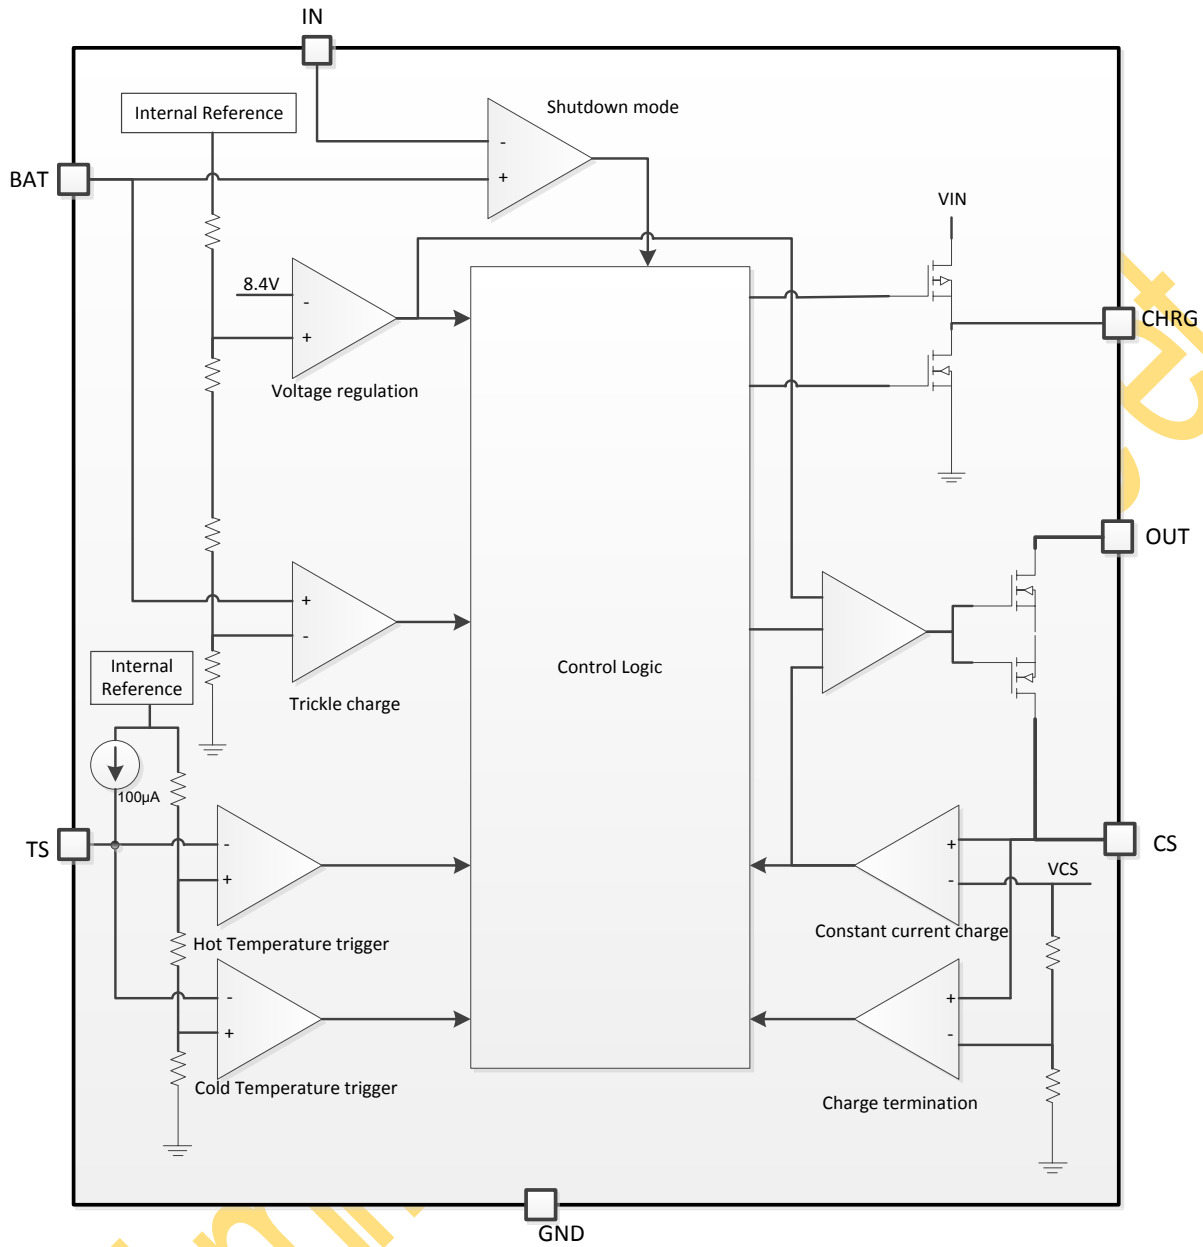 IN
Internal Reference
Shutdown mode
-
+
BAT
VIN
8.4V
-
+
CHRG
Voltage regulation
OUT
+
-
Internal
Reference
Control Logic
Trickle charge
100µA
TS
-
+
+
-
CS
VCS
Hot Temperature trigger
Constant current charge
-
+
+
-
Cold Temperature trigger
Charge termination
GND